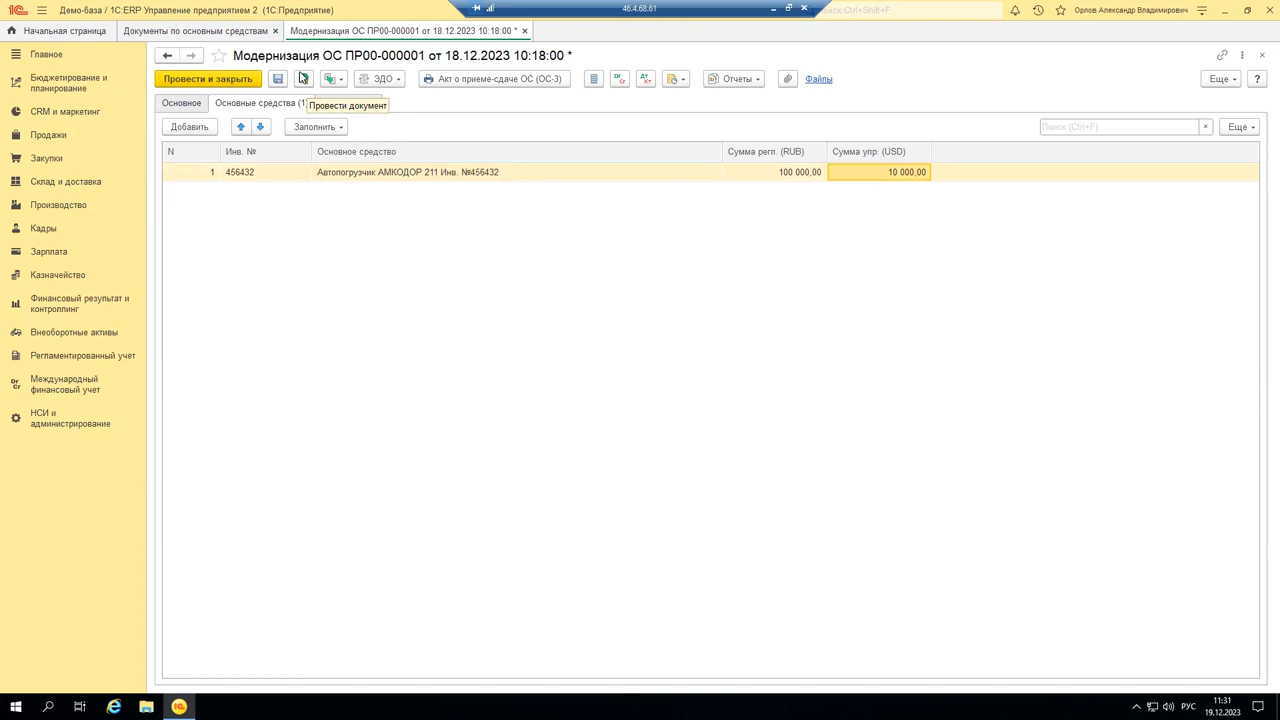 Демо-база / 1С:ERP Управление предприятием 2 (1С:Предприятие)
46.4.68.61
Поиск Ctrl+Shift+F
Орлов Александр Владимирович
Начальная страница
Документы по основным средствам ×
Модернизация ОС ПР00-000001 от 18.12.2023 10:18:00 * ×
Главное
Бюджетирование и планирование
CRM и маркетинг
Продажи
Закупки
Склад и доставка
Производство
Кадры
Зарплата
Казначейство
Финансовый результат и контроллинг
Внеоборотные активы
Регламентированный учет
Международный финансовый учет
НСИ и администрирование
Модернизация ОС ПР00-000001 от 18.12.2023 10:18:00 *
Провести и закрыть
ЭДО
Акт о приеме-сдаче ОС (ОС-3)
Отчеты
Файлы
Еще
?
Основное
Основные средства (1
Провести документ
Добавить
Заполнить
Поиск (Ctrl+F)
×
Еще
N Инв. № Основное средство Сумма регл. (RUB) Сумма упр. (USD)
1 456432 Автопогрузчик АМКОДОР 211 Инв. №456432 100 000,00 10 000,00
РУС
11:31
19.12.2023